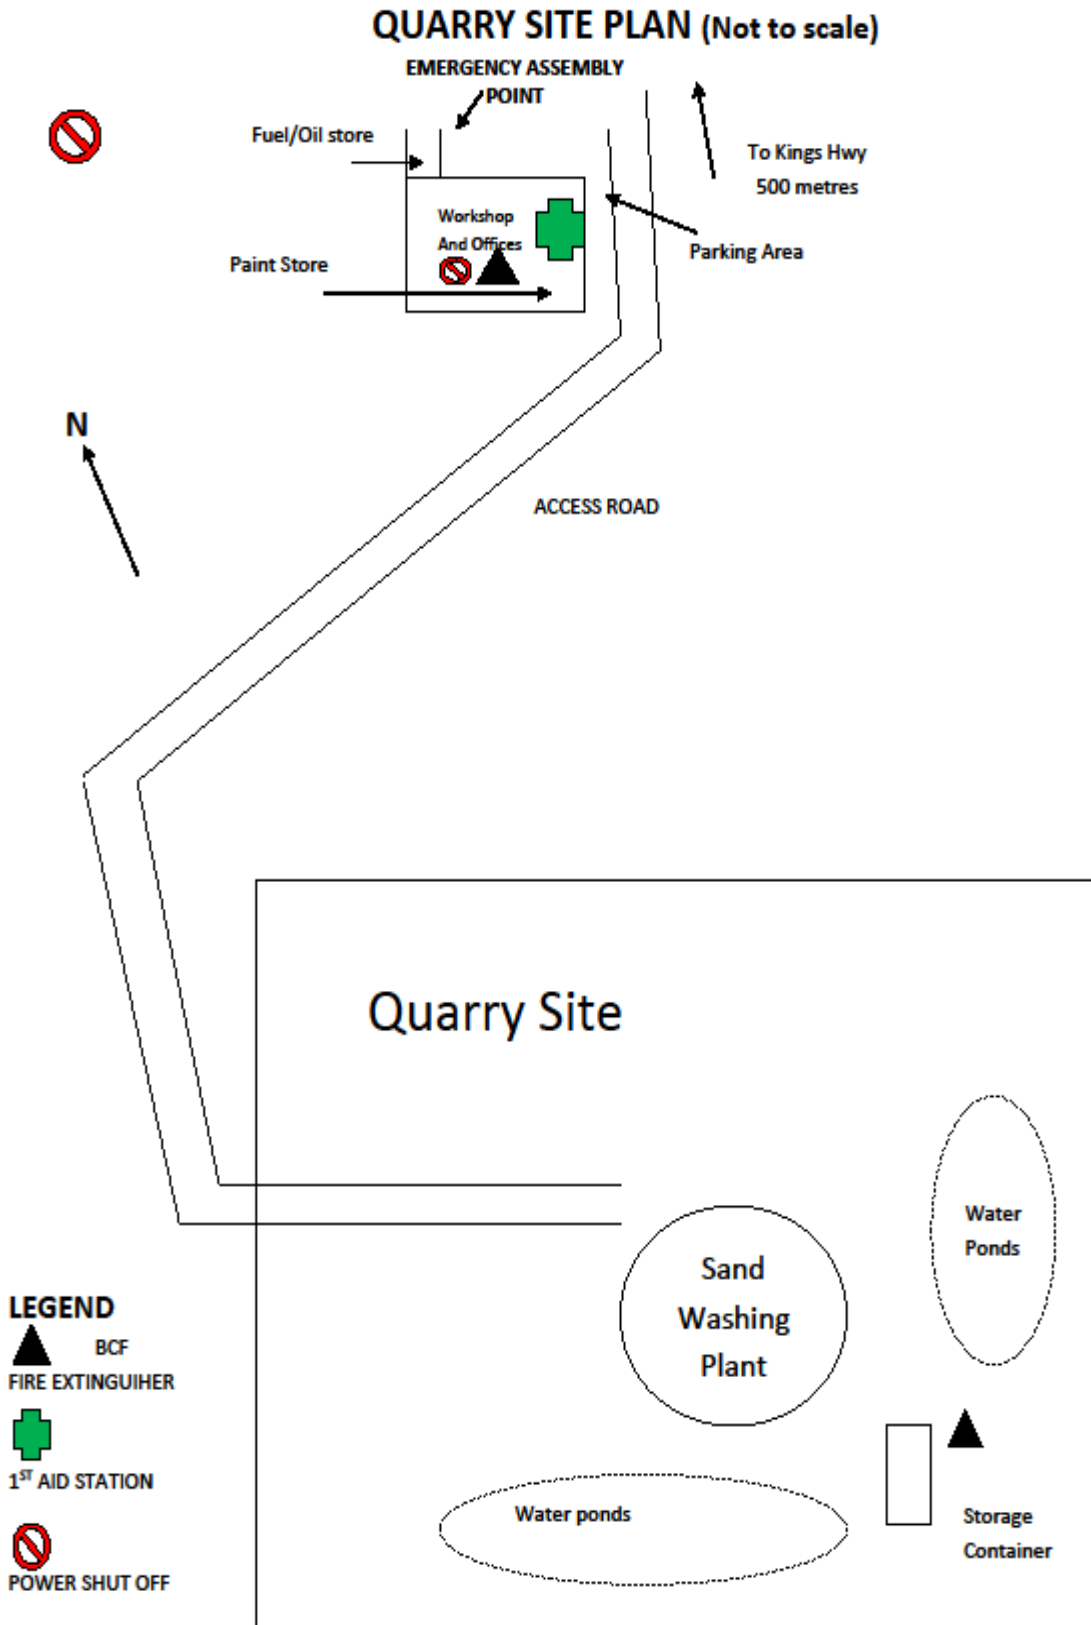 QUARRY SITE PLAN (Not to scale)
EMERGENCY ASSEMBLY
POINT
Fuel/Oil store
To Kings Hwy
500 metres
Workshop
And Offices
Parking Area
Paint Store
N
ACCESS ROAD
Quarry Site
Water
Ponds
Sand
Washing
Plant
LEGEND
BCF
FIRE EXTINGUIHER
1ST AID STATION
POWER SHUT OFF
Water ponds
Storage
Container